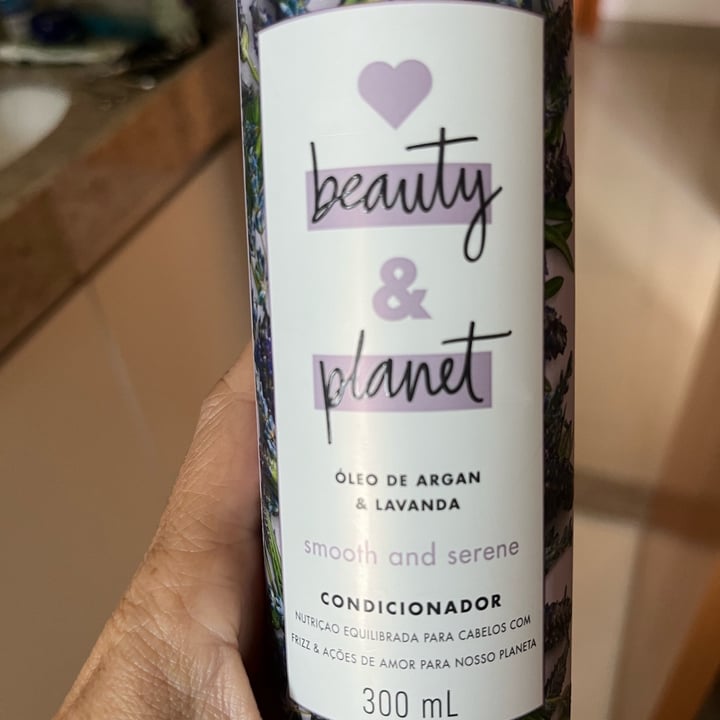 beauty
&
planet
ÓLEO DE ARGAN
& LAVANDA
smooth and serene
CONDICIONADOR
NUTRIÇAO EQUILIBRADA PARA CABELOS COM
FRIZZ & AÇÕES DE AMOR PARA NOSSO PLANETA
300 mL